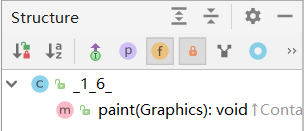 Structure
_1_6_
paint(Graphics): void ↑Conta